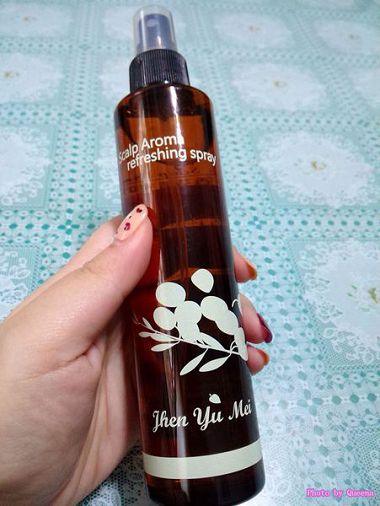 Scalp Aroma
refreshing spray
Jhen Yu Mei
Photo by Queena